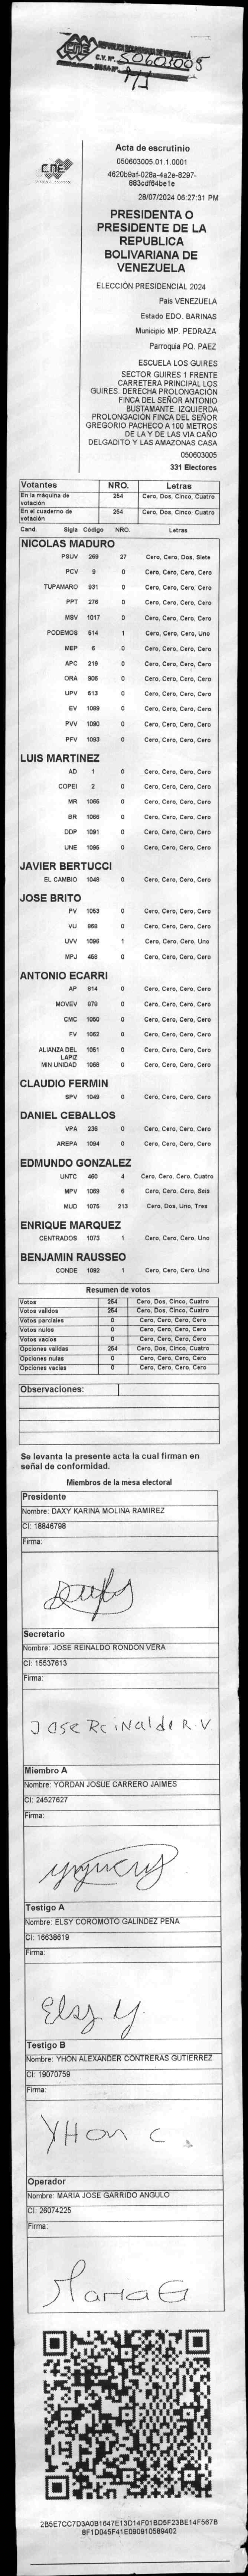 CNE REPUBLICA BOLIVARIANA DE VENEZUELA
C.V. Nº 50603005
MESA Nº 1/1
CNE
Acta de escrutinio
050603005.01.1.0001
4620b9af-028a-4a2e-8297-
683cdf64be1e
28/07/2024 06:27:31 PM
PRESIDENTA O
PRESIDENTE DE LA
REPUBLICA
BOLIVARIANA DE
VENEZUELA
ELECCIÓN PRESIDENCIAL 2024
Pais VENEZUELA
Estado EDO. BARINAS
Municipio MP. PEDRAZA
Parroquia PQ. PAEZ
ESCUELA LOS GUIRES
SECTOR GUIRES 1 FRENTE
CARRETERA PRINCIPAL LOS
GUIRES. DERECHA PROLONGACIÓN
FINCA DEL SEÑOR ANTONIO
BUSTAMANTE. IZQUIERDA
PROLONGACIÓN FINCA DEL SEÑOR
GREGORIO PACHECO A 100 METROS
DE LA Y DE LAS VIA CAÑO
DELGADITO Y LAS AMAZONAS CASA
050603005
331 Electores
Votantes NRO. Letras
En la máquina de votación 254 Cero, Dos, Cinco, Cuatro
En el cuaderno de votación 254 Cero, Dos, Cinco, Cuatro
Cand. Sigla Código NRO. Letras
NICOLAS MADURO
PSUV 269 27 Cero, Cero, Dos, Siete
PCV 9 0 Cero, Cero, Cero, Cero
TUPAMARO 931 0 Cero, Cero, Cero, Cero
PPT 276 0 Cero, Cero, Cero, Cero
MSV 1017 0 Cero, Cero, Cero, Cero
PODEMOS 514 1 Cero, Cero, Cero, Uno
MEP 6 0 Cero, Cero, Cero, Cero
APC 219 0 Cero, Cero, Cero, Cero
ORA 906 0 Cero, Cero, Cero, Cero
UPV 513 0 Cero, Cero, Cero, Cero
EV 1089 0 Cero, Cero, Cero, Cero
PVV 1090 0 Cero, Cero, Cero, Cero
PFV 1093 0 Cero, Cero, Cero, Cero
LUIS MARTINEZ
AD 1 0 Cero, Cero, Cero, Cero
COPEI 2 0 Cero, Cero, Cero, Cero
MR 1065 0 Cero, Cero, Cero, Cero
BR 1066 0 Cero, Cero, Cero, Cero
DDP 1091 0 Cero, Cero, Cero, Cero
UNE 1095 0 Cero, Cero, Cero, Cero
JAVIER BERTUCCI
EL CAMBIO 1048 0 Cero, Cero, Cero, Cero
JOSE BRITO
PV 1053 0 Cero, Cero, Cero, Cero
VU 868 0 Cero, Cero, Cero, Cero
UVV 1096 1 Cero, Cero, Cero, Uno
MPJ 458 0 Cero, Cero, Cero, Cero
ANTONIO ECARRI
AP 614 0 Cero, Cero, Cero, Cero
MOVEV 878 0 Cero, Cero, Cero, Cero
CMC 1050 0 Cero, Cero, Cero, Cero
FV 1062 0 Cero, Cero, Cero, Cero
ALIANZA DEL LAPIZ 1051 0 Cero, Cero, Cero, Cero
MIN UNIDAD 1068 0 Cero, Cero, Cero, Cero
CLAUDIO FERMIN
SPV 1049 0 Cero, Cero, Cero, Cero
DANIEL CEBALLOS
VPA 236 0 Cero, Cero, Cero, Cero
AREPA 1094 0 Cero, Cero, Cero, Cero
EDMUNDO GONZALEZ
UNTC 460 4 Cero, Cero, Cero, Cuatro
MPV 1069 6 Cero, Cero, Cero, Seis
MUD 1075 213 Cero, Dos, Uno, Tres
ENRIQUE MARQUEZ
CENTRADOS 1073 1 Cero, Cero, Cero, Uno
BENJAMIN RAUSSEO
CONDE 1092 1 Cero, Cero, Cero, Uno
Resumen de votos
Votos 254 Cero, Dos, Cinco, Cuatro
Votos validos 254 Cero, Dos, Cinco, Cuatro
Votos parciales 0 Cero, Cero, Cero, Cero
Votos nulos 0 Cero, Cero, Cero, Cero
Votos vacios 0 Cero, Cero, Cero, Cero
Opciones validas 254 Cero, Dos, Cinco, Cuatro
Opciones nulas 0 Cero, Cero, Cero, Cero
Opciones vacias 0 Cero, Cero, Cero, Cero
Observaciones:
Se levanta la presente acta la cual firman en
señal de conformidad.
Miembros de la mesa electoral
Presidente
Nombre: DAXY KARINA MOLINA RAMIREZ
CI: 18846798
Firma:
Secretario
Nombre: JOSE REINALDO RONDON VERA
CI: 15537613
Firma:
JOSE ReiNaldo R.V.
Miembro A
Nombre: YORDAN JOSUE CARRERO JAIMES
CI: 24527627
Firma:
Testigo A
Nombre: ELSY COROMOTO GALINDEZ PEÑA
CI: 16638619
Firma:
Elsy Y.
Testigo B
Nombre: YHON ALEXANDER CONTRERAS GUTIERREZ
CI: 19070759
Firma:
YHon C
Operador
Nombre: MARIA JOSE GARRIDO ANGULO
CI: 26074225
Firma:
Maria G
2B5E7CC7D3A0B1647E13D14F01BD5F23BE14F567B
8F1D045F41E090910589402